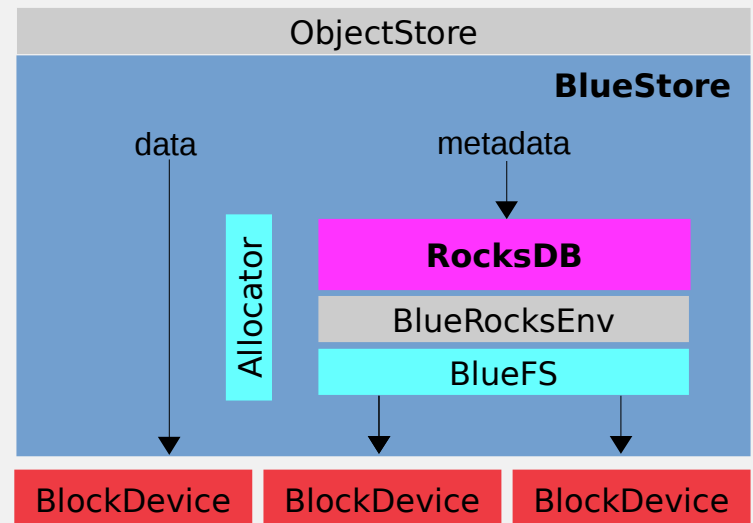 ObjectStore
BlueStore
data
metadata
Allocator
RocksDB
BlueRocksEnv
BlueFS
BlockDevice
BlockDevice
BlockDevice